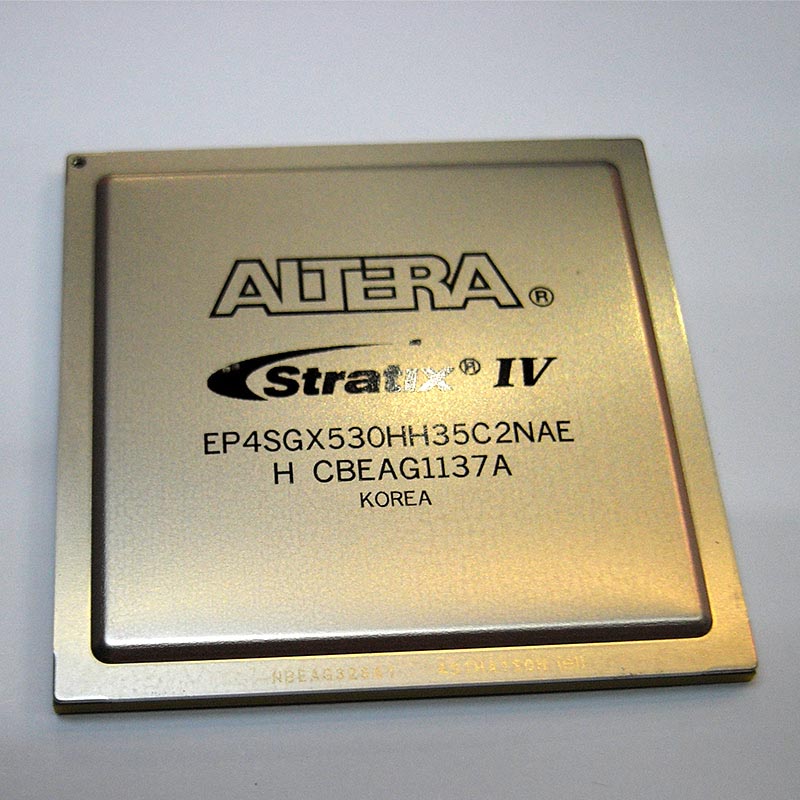 ALTERA®
Stratix® IV
EP4SGX530HH35C2NAE
H CBEAG1137A
KOREA